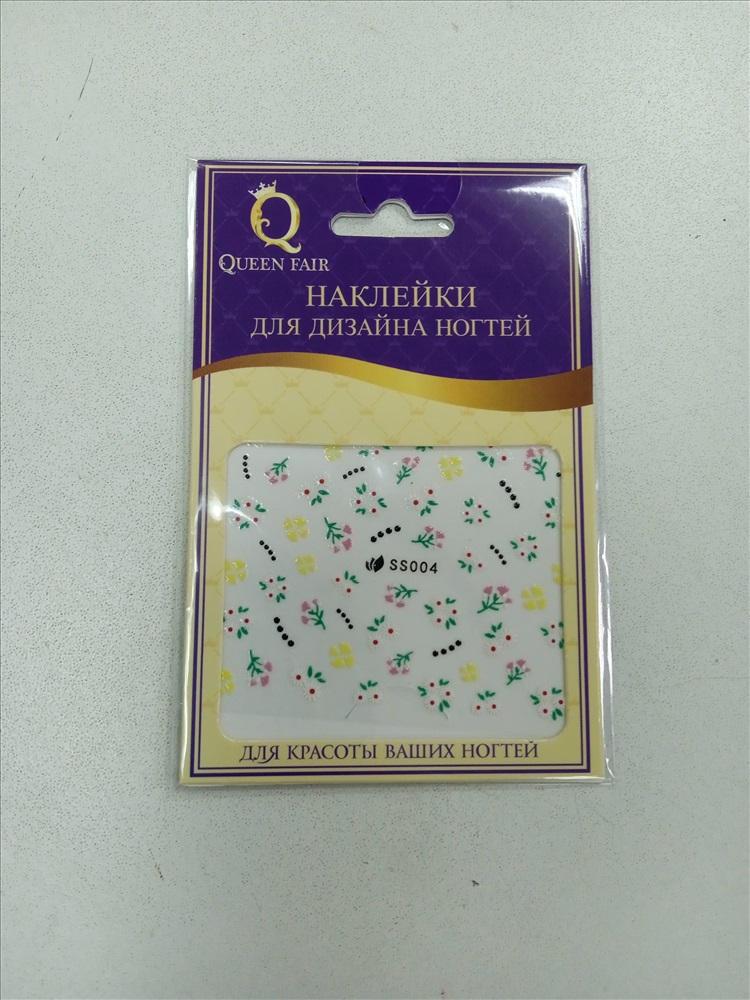 QUEEN FAIR
НАКЛЕЙКИ
ДЛЯ ДИЗАЙНА НОГТЕЙ
SS004
ДЛЯ КРАСОТЫ ВАШИХ НОГТЕЙ